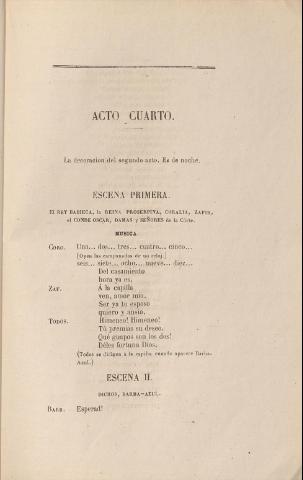 ACTO CUARTO.
La decoracion del segundo acto. Es de noche.
ESCENA PRIMERA.
El REY BABIECA, la REINA PROSERPINA, CORALIA, ZAFIR,
el CONDE OSCAR, DAMAS y SEÑORES de la Córte.
MUSICA.
CORO. Una... dos... tres... cuatro... cinco...
(Óyese las campanadas de un reloj.)
seis... siete... ocho... nueve... diez...
Del casamiento
hora ya es.
ZAF. Á la capilla
ven, amor mio.
Ser ya tu esposo
quiero y ansío.
TODOS. Himeneo! Himeneo!
Tú premias su deseo.
Qué guapos son los dos!
Déles fortuna Dios.
(Todos se dirigen á la capilla, cuando aparece Barba-
Azul.)
ESCENA II.
DICHOS, BARBA-AZUL.
BARB. Esperad!